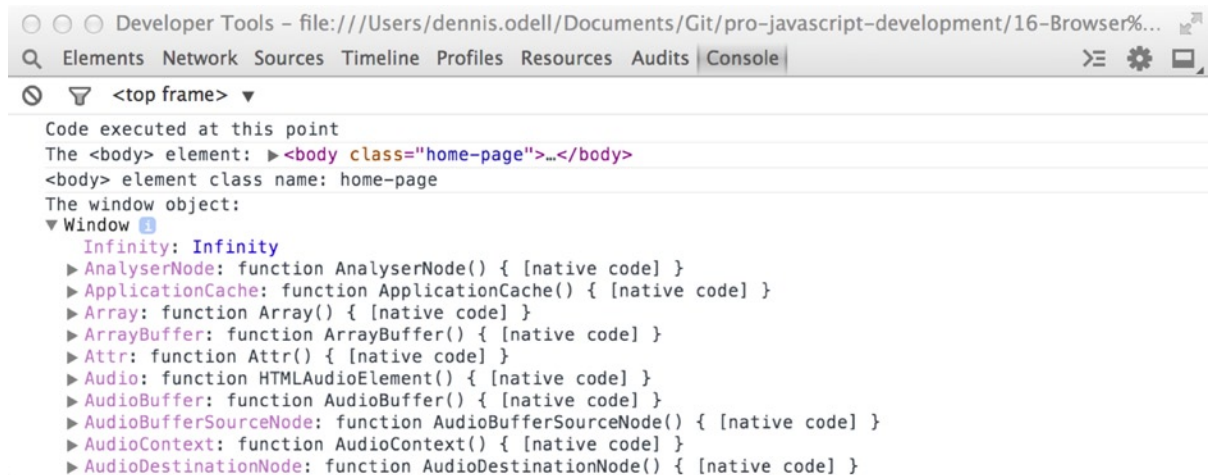 Developer Tools – file:///Users/dennis.odell/Documents/Git/pro-javascript-development/16-Browser%...
Elements Network Sources Timeline Profiles Resources Audits Console
<top frame> ▼
Code executed at this point
The <body> element: ▶<body class="home-page">…</body>
<body> element class name: home-page
The window object:
▼Window i
Infinity: Infinity
▶AnalyserNode: function AnalyserNode() { [native code] }
▶ApplicationCache: function ApplicationCache() { [native code] }
▶Array: function Array() { [native code] }
▶ArrayBuffer: function ArrayBuffer() { [native code] }
▶Attr: function Attr() { [native code] }
▶Audio: function HTMLAudioElement() { [native code] }
▶AudioBuffer: function AudioBuffer() { [native code] }
▶AudioBufferSourceNode: function AudioBufferSourceNode() { [native code] }
▶AudioContext: function AudioContext() { [native code] }
▶AudioDestinationNode: function AudioDestinationNode() { [native code] }